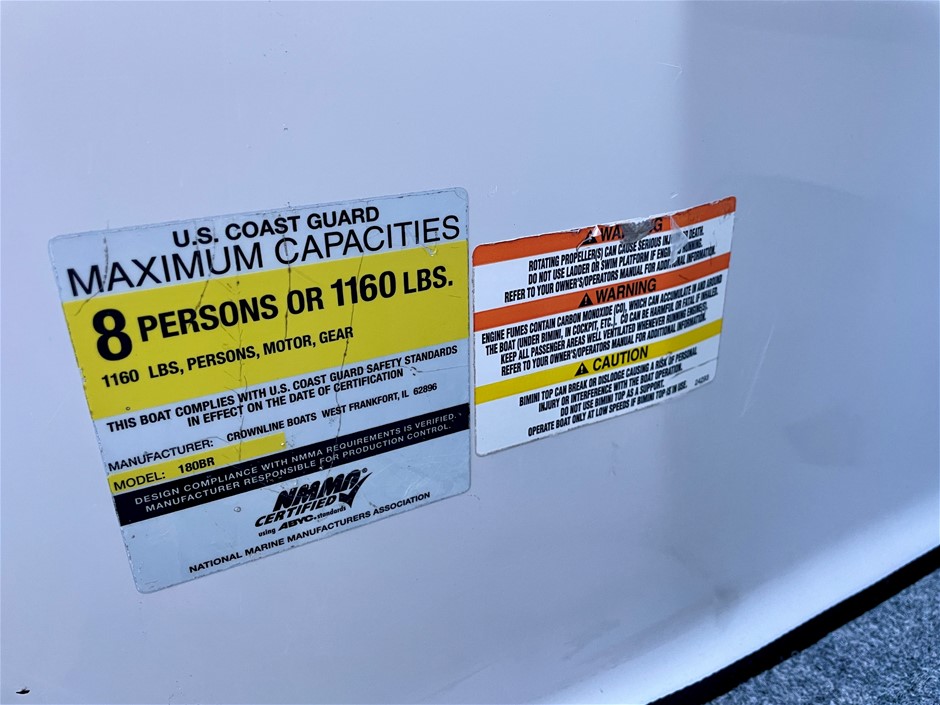 U.S. COAST GUARD
MAXIMUM CAPACITIES
8 PERSONS OR 1160 LBS.
1160 LBS, PERSONS, MOTOR, GEAR
THIS BOAT COMPLIES WITH U.S. COAST GUARD SAFETY STANDARDS
IN EFFECT ON THE DATE OF CERTIFICATION
MANUFACTURER: CROWNLINE BOATS WEST FRANKFORT, IL 62896
MODEL: 180BR
DESIGN COMPLIANCE WITH NMMA REQUIREMENTS IS VERIFIED.
MANUFACTURER RESPONSIBLE FOR PRODUCTION CONTROL.
NMMA®
CERTIFIED
using ABYC. standards
NATIONAL MARINE MANUFACTURERS ASSOCIATION
ROTATING PROPELLER(S) CAN CAUSE SERIOUS DEATH.
DO NOT USE LADDER OR SWIM PLATFORM IF RUNNING.
REFER TO YOUR OWNER'S/OPERATORS MANUAL FOR INFORMATION.
WARNING
ENGINE FUMES CONTAIN CARBON MONOXIDE (CO), WHICH CAN ACCUMULATE IN AND AROUND
THE BOAT (UNDER BIMINI, IN COCKPIT, ETC.). CO CAN BE HARMFUL OR FATAL IF INHALED.
KEEP ALL PASSENGER AREAS WELL VENTILATED WHENEVER RUNNING ENGINES.
REFER TO YOUR OWNER'S/OPERATORS MANUAL FOR ADDITIONAL INFORMATION.
CAUTION
BIMINI TOP CAN BREAK OR DISLODGE CAUSING A RISK OF PERSONAL
INJURY OR INTERFERENCE WITH THE BOAT OPERATION.
DO NOT USE BIMINI TOP AS A SUPPORT.
OPERATE BOAT ONLY AT LOW SPEEDS IF BIMINI TOP IS IN USE.